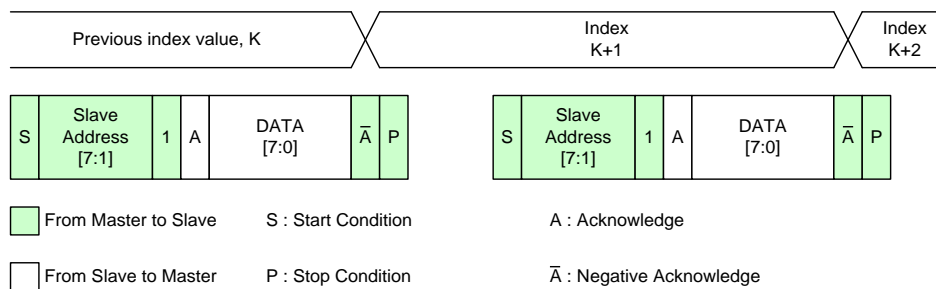 Previous index value, K
Index
K+1
Index
K+2
S
Slave
Address
[7:1]
1
A
DATA
[7:0]
A̅
P
S
Slave
Address
[7:1]
1
A
DATA
[7:0]
A̅
P
From Master to Slave
S : Start Condition
A : Acknowledge
From Slave to Master
P : Stop Condition
A̅ : Negative Acknowledge